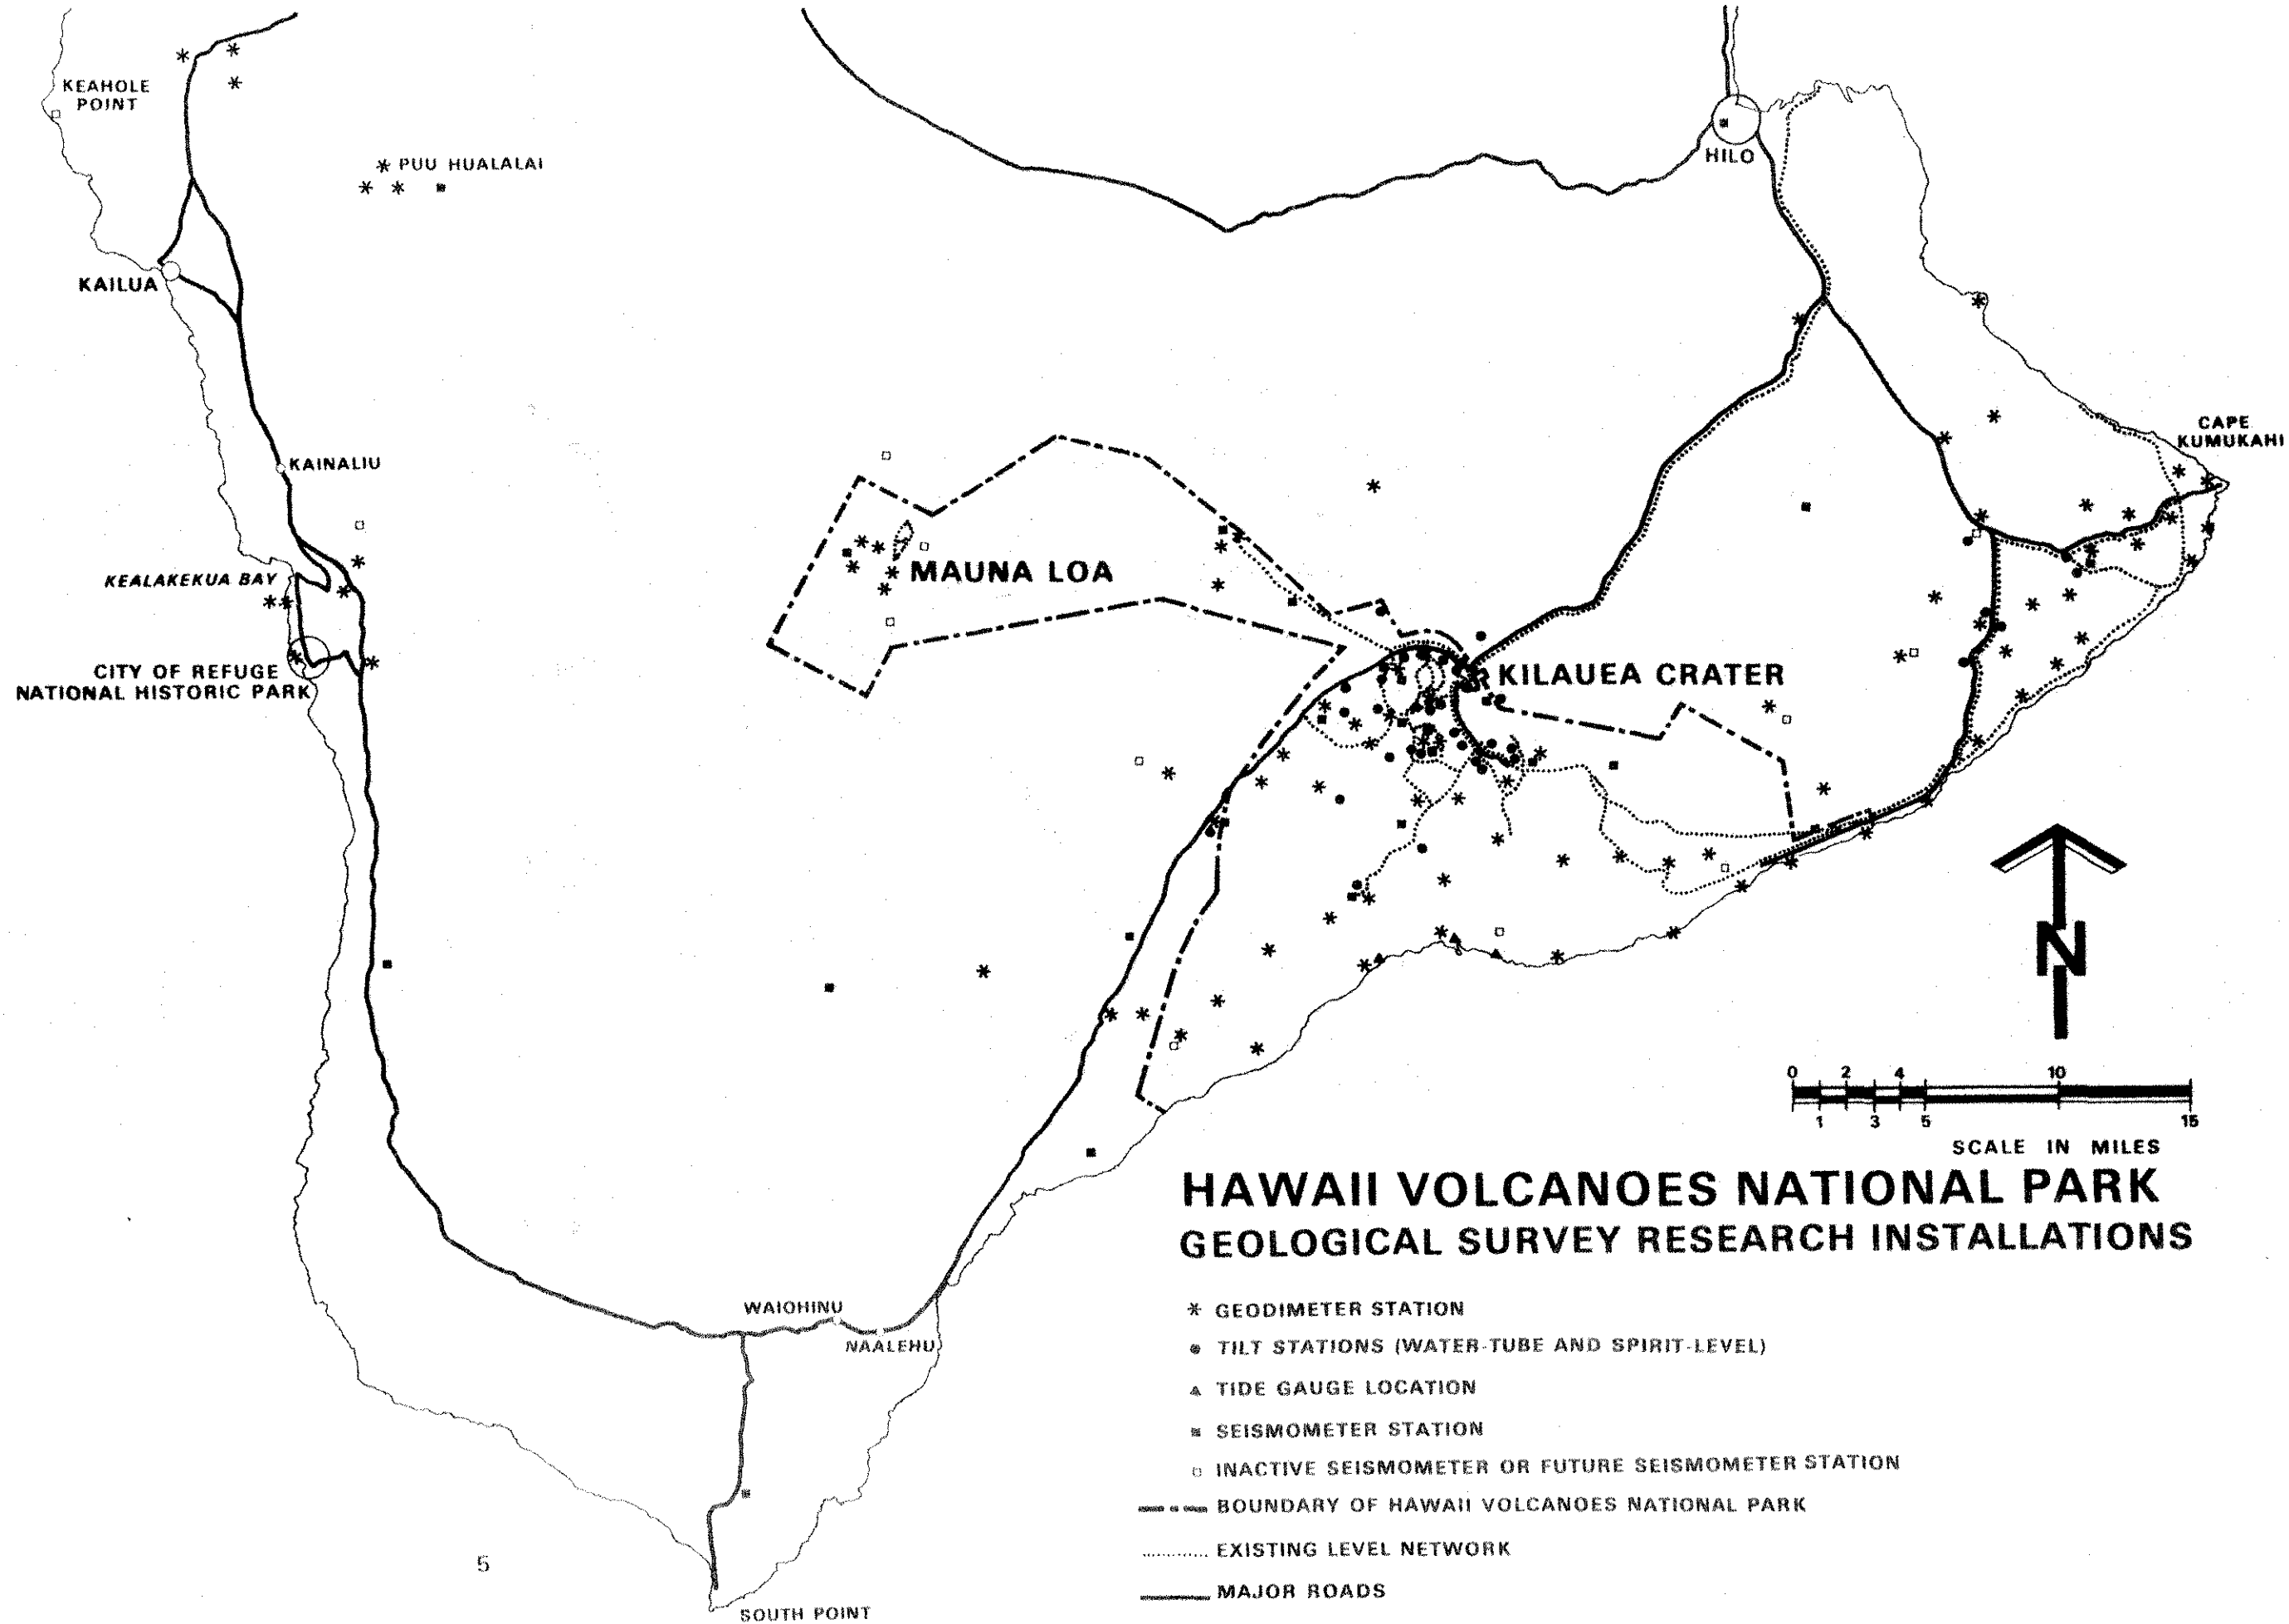 KEAHOLE
POINT
PUU HUALALAI
HILO
KAILUA
CAPE
KUMUKAHI
KAINALIU
MAUNA LOA
KEALAKEKUA BAY
CITY OF REFUGE
NATIONAL HISTORIC PARK
KILAUEA CRATER
N
0 2 4 10
1 3 5 15
SCALE IN MILES
HAWAII VOLCANOES NATIONAL PARK
GEOLOGICAL SURVEY RESEARCH INSTALLATIONS
WAIOHINU
NAALEHU
GEODIMETER STATION
TILT STATIONS (WATER-TUBE AND SPIRIT-LEVEL)
TIDE GAUGE LOCATION
SEISMOMETER STATION
INACTIVE SEISMOMETER OR FUTURE SEISMOMETER STATION
BOUNDARY OF HAWAII VOLCANOES NATIONAL PARK
EXISTING LEVEL NETWORK
MAJOR ROADS
5
SOUTH POINT